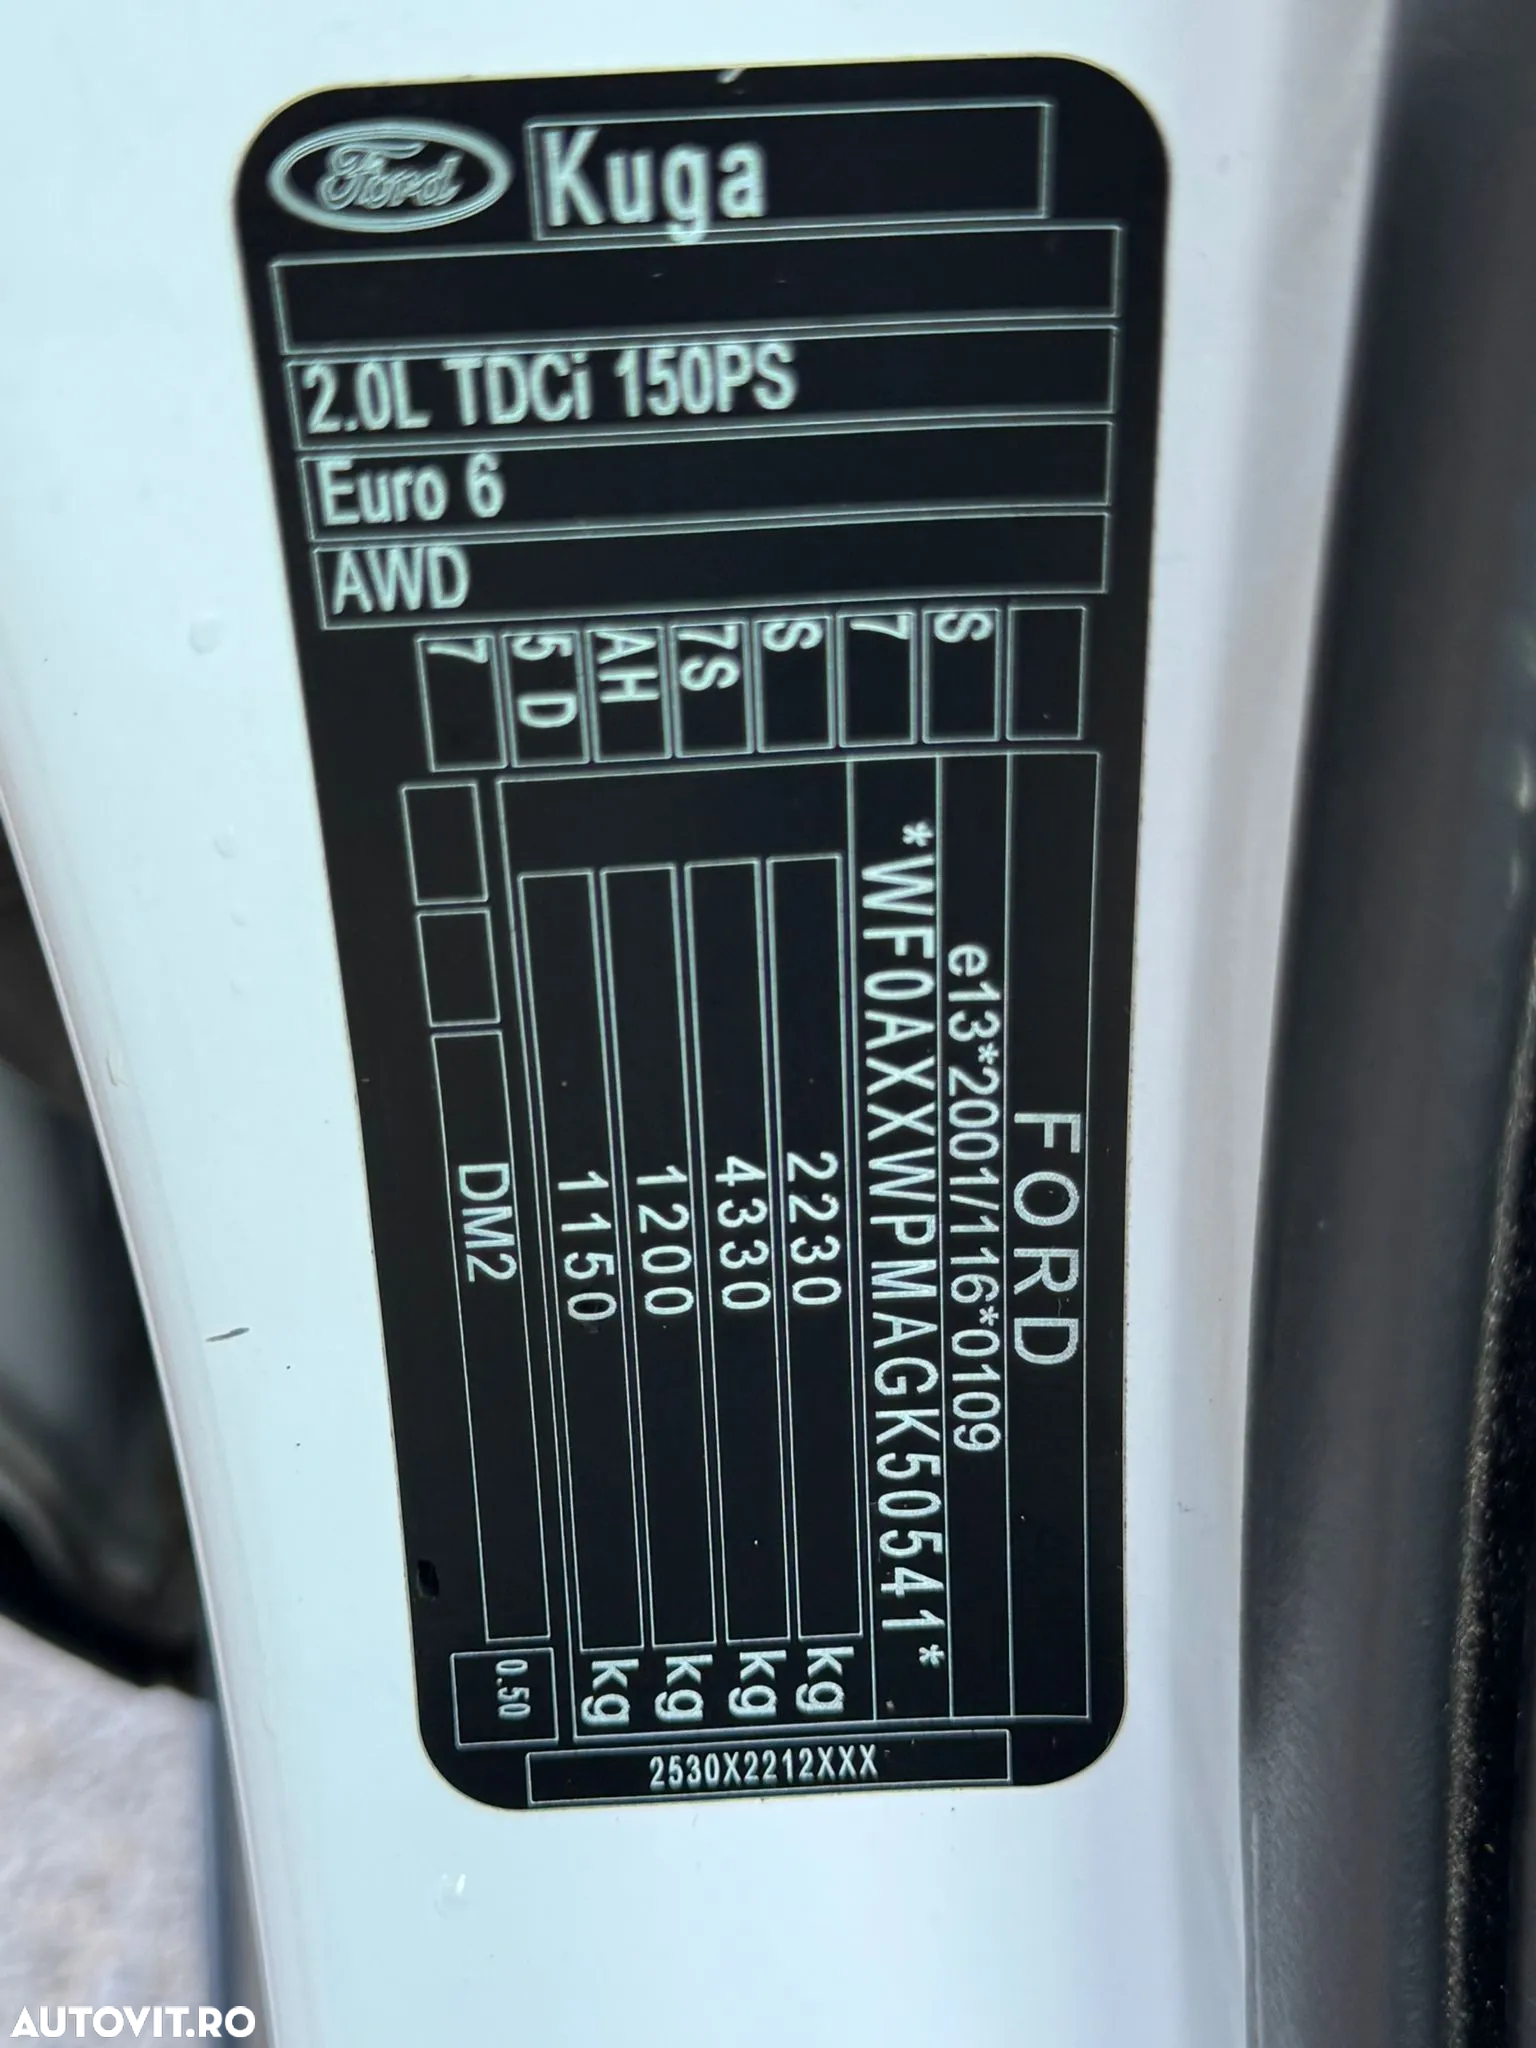 Ford
Kuga
2.0L TDCi 150PS
Euro 6
AWD
7
5 D
AH
7S
S
7
S
FORD
e13*2001/116*0109
*WF0AXXWPMAGK50541*
2230 kg
4330 kg
1200 kg
1150 kg
DM2
0.50
2530X2212XXX
AUTOVIT.RO